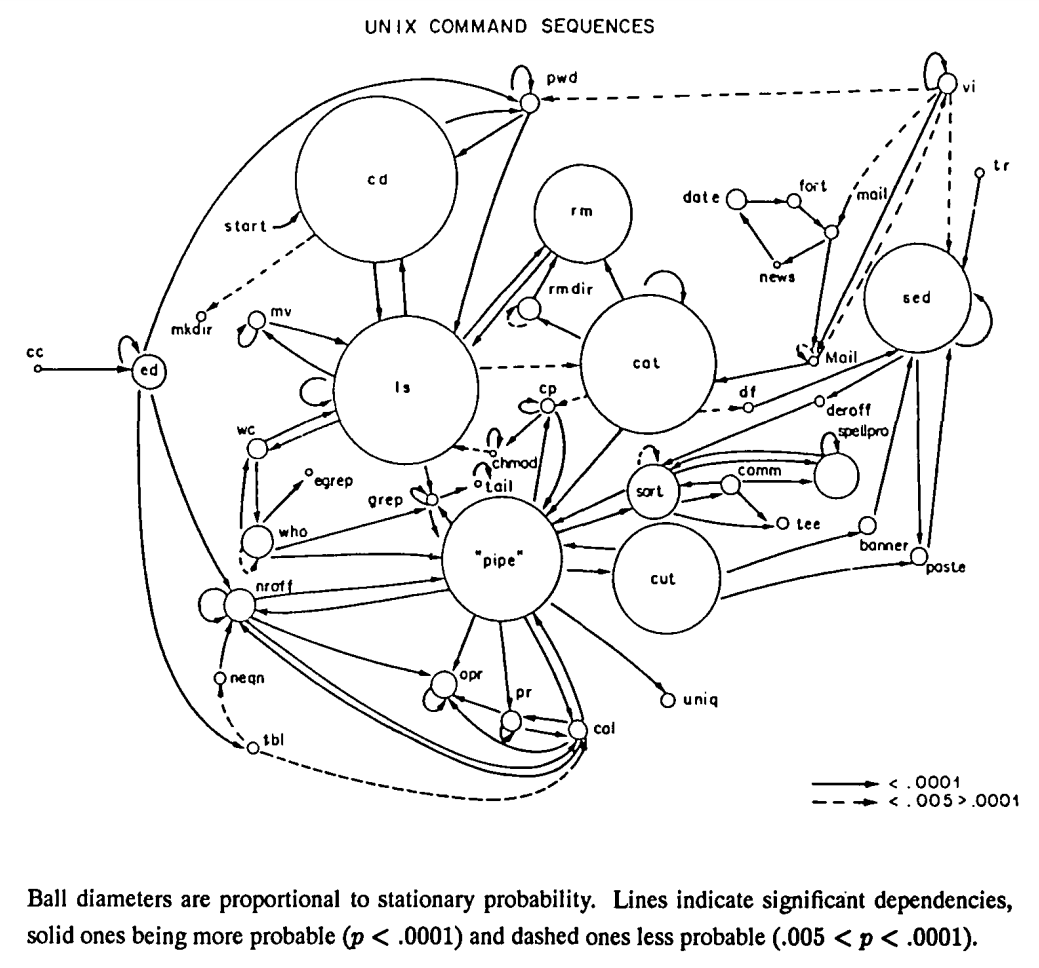 UNIX COMMAND SEQUENCES
pwd
vi
cd
tr
rm
date
fort
mail
start
news
rmdir
sed
mkdir
mv
cat
Mail
cc
ed
ls
cp
df
deroff
wc
chmod
spellpro
egrep
tail
sort
comm
grep
tee
who
"pipe"
banner
cut
paste
nroff
neqn
opr
uniq
pr
col
tbl
< .0001
< .005 > .0001
Ball diameters are proportional to stationary probability. Lines indicate significant dependencies,
solid ones being more probable (p < .0001) and dashed ones less probable (.005 < p < .0001).